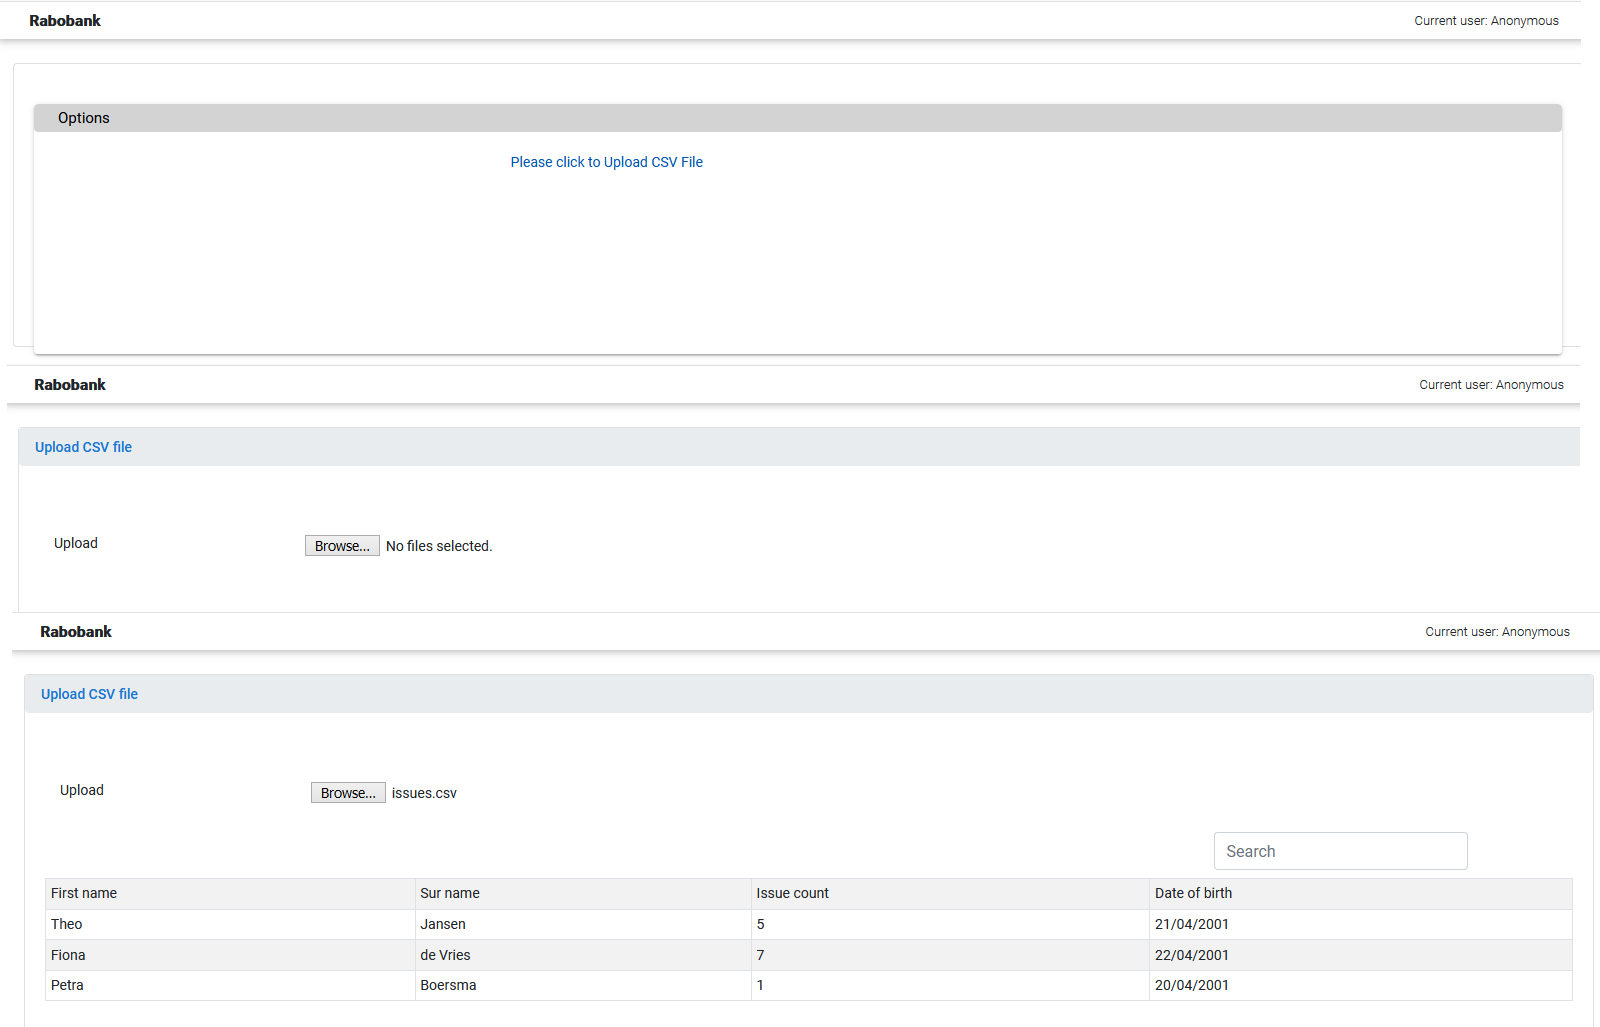 Rabobank Current user: Anonymous
Options
Please click to Upload CSV File
Rabobank Current user: Anonymous
Upload CSV file
Upload Browse... No files selected.
Rabobank Current user: Anonymous
Upload CSV file
Upload Browse... issues.csv
Search
First name Sur name Issue count Date of birth
Theo Jansen 5 21/04/2001
Fiona de Vries 7 22/04/2001
Petra Boersma 1 20/04/2001